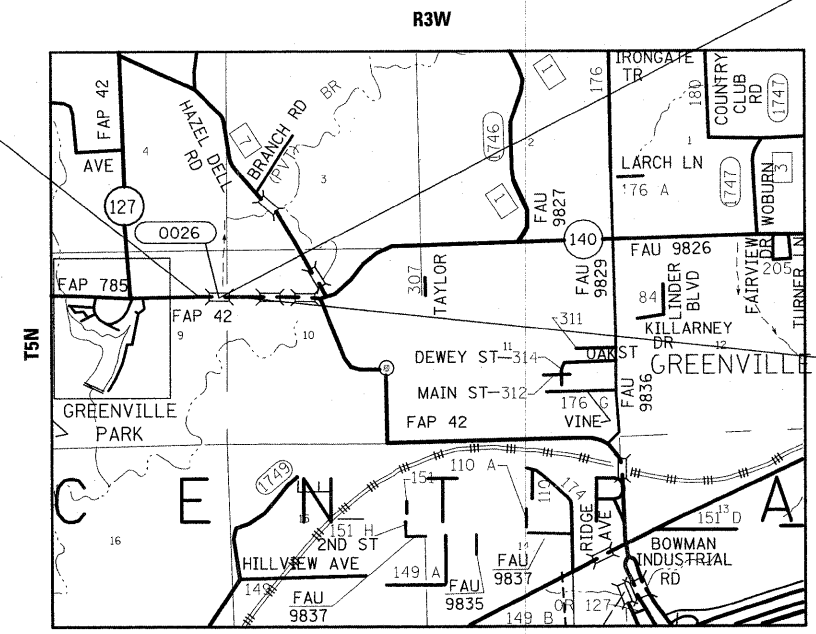 R3W
T5N
FAP 42
AVE
4
127
0026
FAP 785
FAP 42
9
10
GREENVILLE
PARK
HAZEL DELL
RD
7
BRANCH RD
(PVT)
BR
3
1746
1
2
1
176
IRONGATE
TR
180
COUNTRY
CLUB
RD
1747
1
LARCH LN
176 A
1747
WOBURN
3
FAU
9827
140
FAU 9826
FAU
9829
307
TAYLOR
84
LINDER
BLVD
FAIRVIEW
DR
205
TURNER LN
311
KILLARNEY
DR
12
DEWEY ST
11
314
OAK ST
GREENVILLE
MAIN ST
312
FAU
9836
176 G
VINE
FAP 42
C E N T R A
1749
15
16
151
110 A
110
174
151 H
2ND ST
HILLVIEW AVE
149
149 A
FAU
9837
FAU
9835
FAU
9837
14
RIDGE
AVE
151 D
13
BOWMAN
INDUSTRIAL
RD
OR 127
149 B